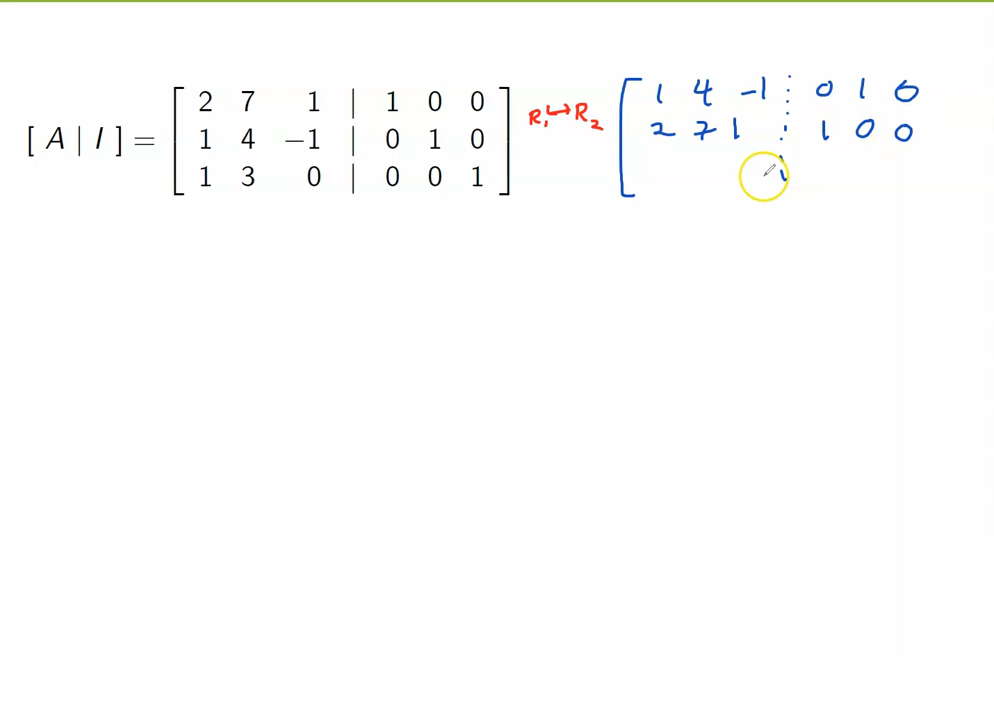 [ A | I ] = [ 2 7 1 | 1 0 0
1 4 −1 | 0 1 0
1 3 0 | 0 0 1 ]
R₁ ↔ R₂
[ 1 4 -1 ⋮ 0 1 0
2 7 1 ⋮ 1 0 0